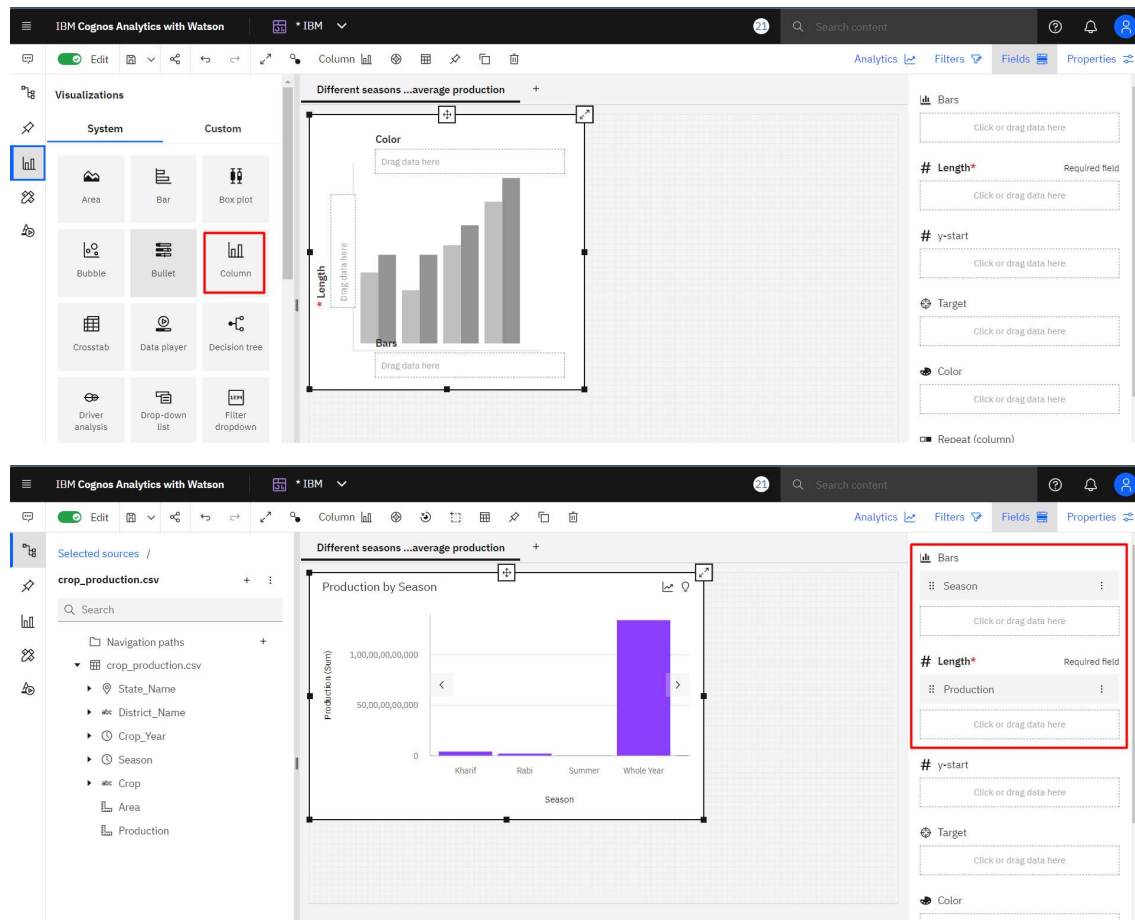 IBM Cognos Analytics with Watson
* IBM
21
Search content
Edit
Column
Analytics
Filters
Fields
Properties
Visualizations
System
Custom
Area
Bar
Box plot
Bubble
Bullet
Column
Crosstab
Data player
Decision tree
Driver analysis
Drop-down list
Filter dropdown
Different seasons ...average production
+
Color
Drag data here
* Length
Drag data here
Bars
Drag data here
Bars
Click or drag data here
# Length*
Required field
Click or drag data here
# y-start
Click or drag data here
Target
Click or drag data here
Color
Click or drag data here
Repeat (column)
IBM Cognos Analytics with Watson
* IBM
21
Search content
Edit
Column
Analytics
Filters
Fields
Properties
Selected sources /
crop_production.csv
+
Search
Navigation paths
+
crop_production.csv
State_Name
abc District_Name
Crop_Year
Season
abc Crop
Area
Production
Different seasons ...average production
+
Production by Season
Production (Sum)
1,00,00,00,00,000
50,00,00,00,000
0
Kharif
Rabi
Summer
Whole Year
Season
Bars
Season
Click or drag data here
# Length*
Required field
Production
Click or drag data here
# y-start
Click or drag data here
Target
Click or drag data here
Color